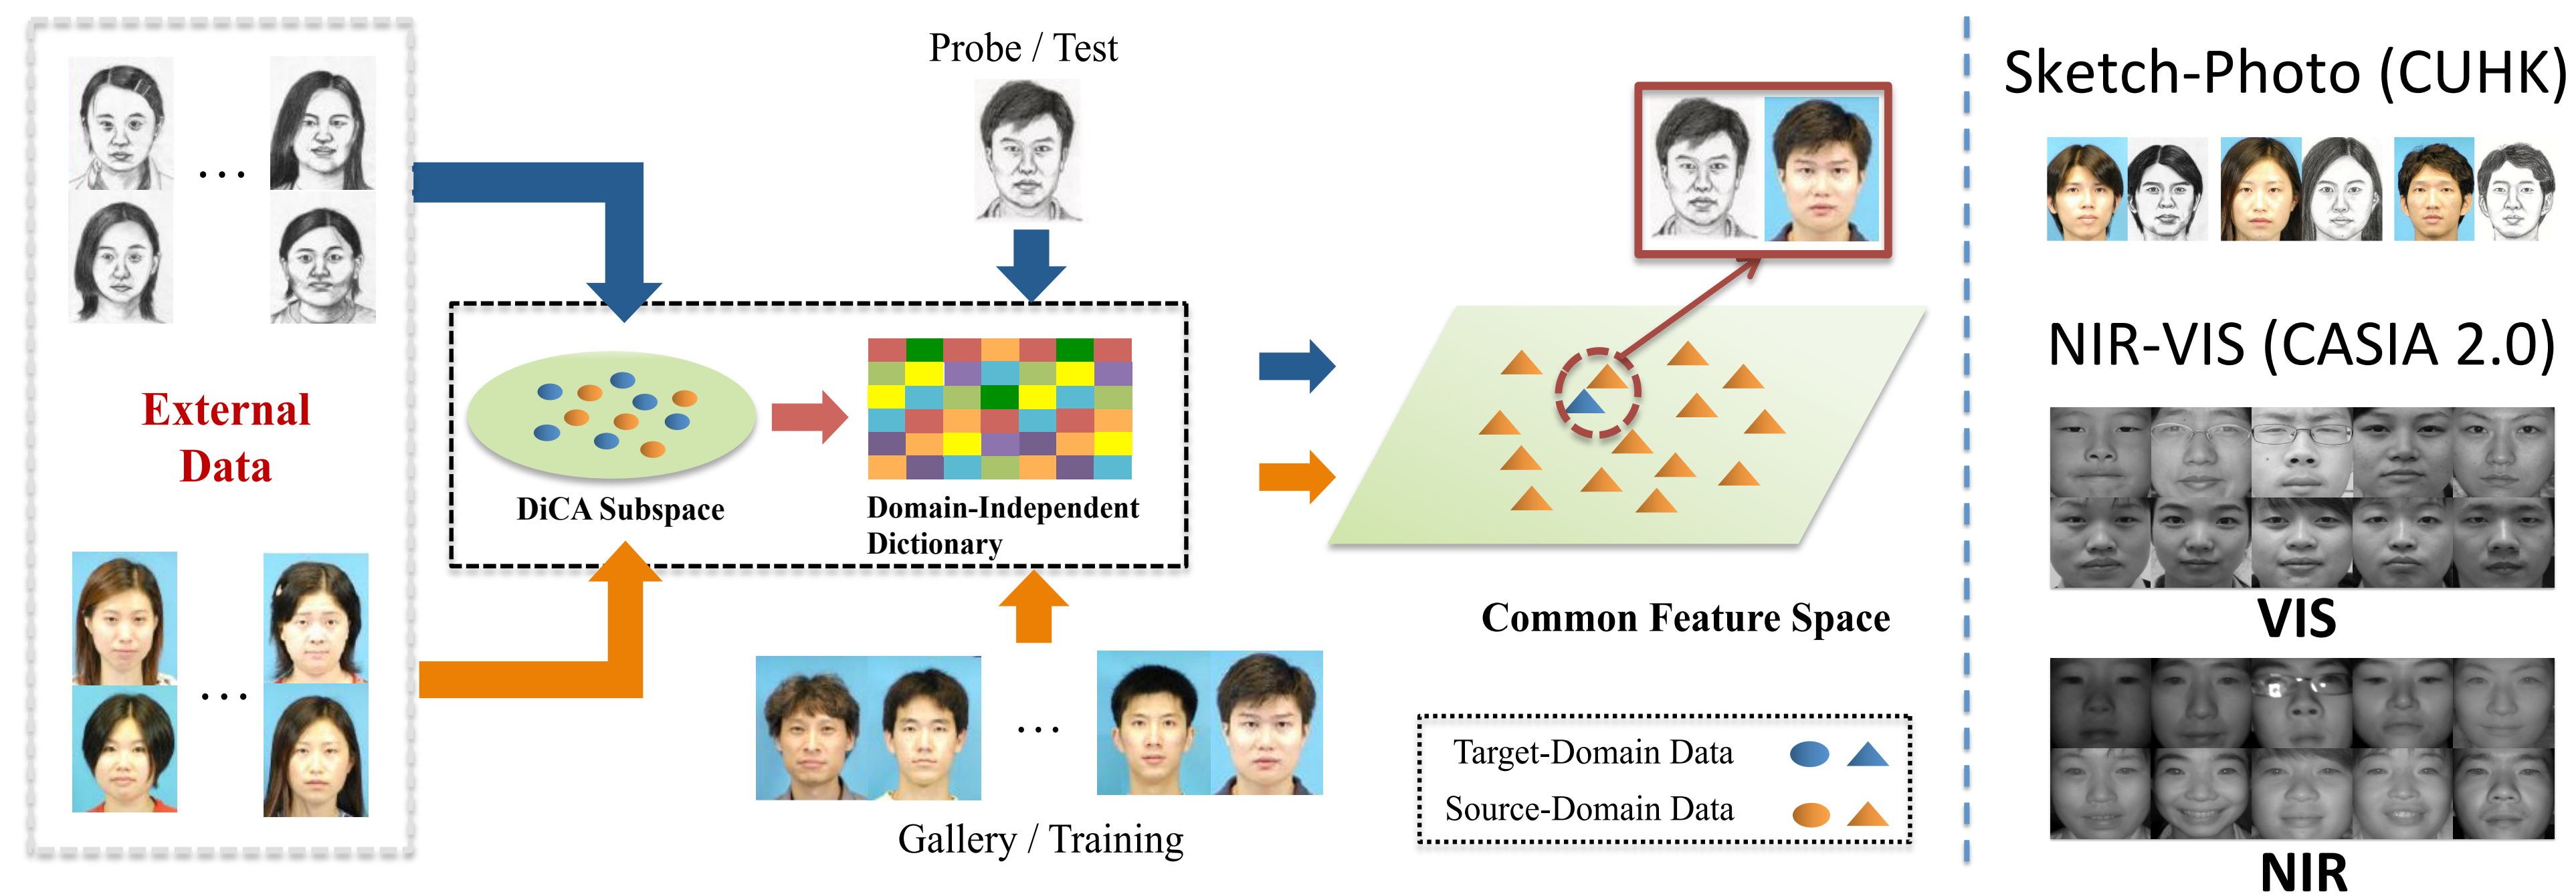 Probe / Test
External
Data
DiCA Subspace
Domain-Independent
Dictionary
Gallery / Training
Common Feature Space
Target-Domain Data
Source-Domain Data
Sketch-Photo (CUHK)
NIR-VIS (CASIA 2.0)
VIS
NIR